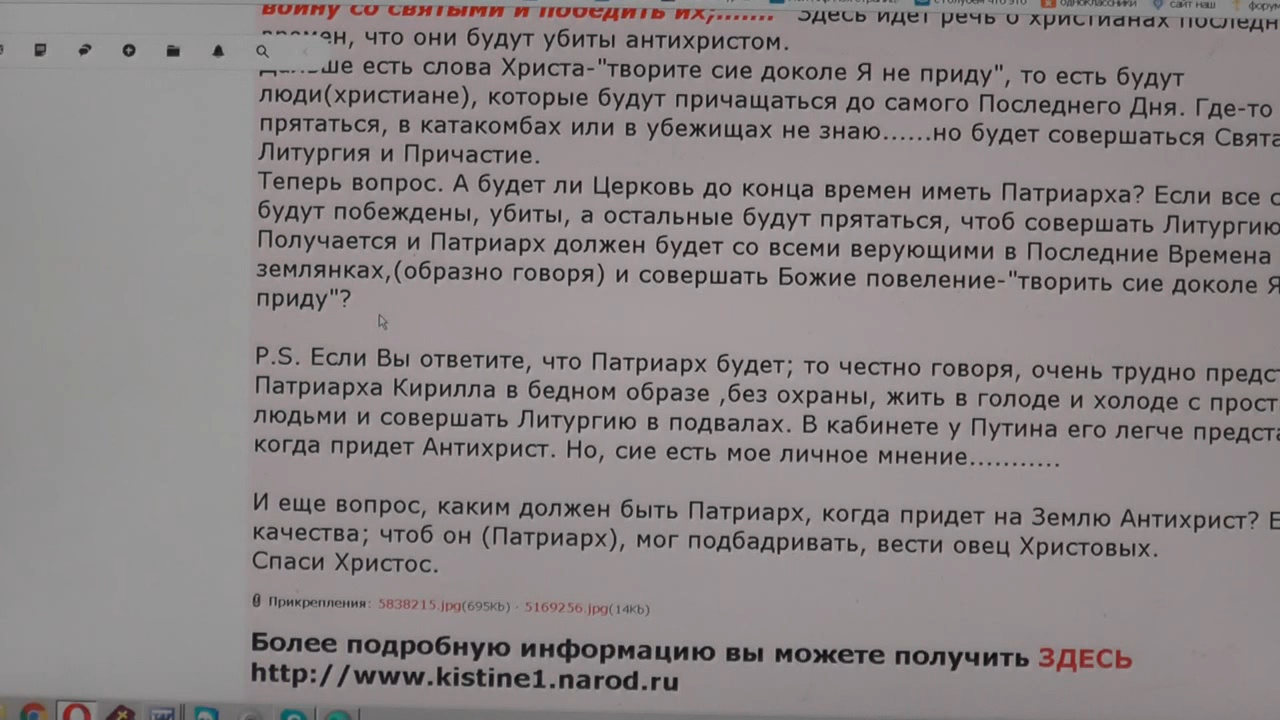 войну со святыми и победить их;....... Здесь идет речь о христианах
что они будут убиты антихристом.
есть слова Христа-"творите сие доколе Я не приду", то есть будут
люди(христиане), которые будут причащаться до самого Последнего Дня. Где-то
прятаться, в катакомбах или в убежищах не знаю......но будет совершаться
Литургия и Причастие.
Теперь вопрос. А будет ли Церковь до конца времен иметь Патриарха? Если все
будут побеждены, убиты, а остальные будут прятаться, чтоб совершать Литургию
Получается и Патриарх должен будет со всеми верующими в Последние Времена
землянках,(образно говоря) и совершать Божие повеление-"творить сие доколе Я
приду"?
P.S. Если Вы ответите, что Патриарх будет; то честно говоря, очень трудно
Патриарха Кирилла в бедном образе ,без охраны, жить в голоде и холоде с
людьми и совершать Литургию в подвалах. В кабинете у Путина его легче
когда придет Антихрист. Но, сие есть мое личное мнение...........
И еще вопрос, каким должен быть Патриарх, когда придет на Землю Антихрист?
качества; чтоб он (Патриарх), мог подбадривать, вести овец Христовых.
Спаси Христос.
Прикрепления: 5838215.jpg(695Kb) · 5169256.jpg(14Kb)
Более подробную информацию вы можете получить ЗДЕСЬ
http://www.kistine1.narod.ru